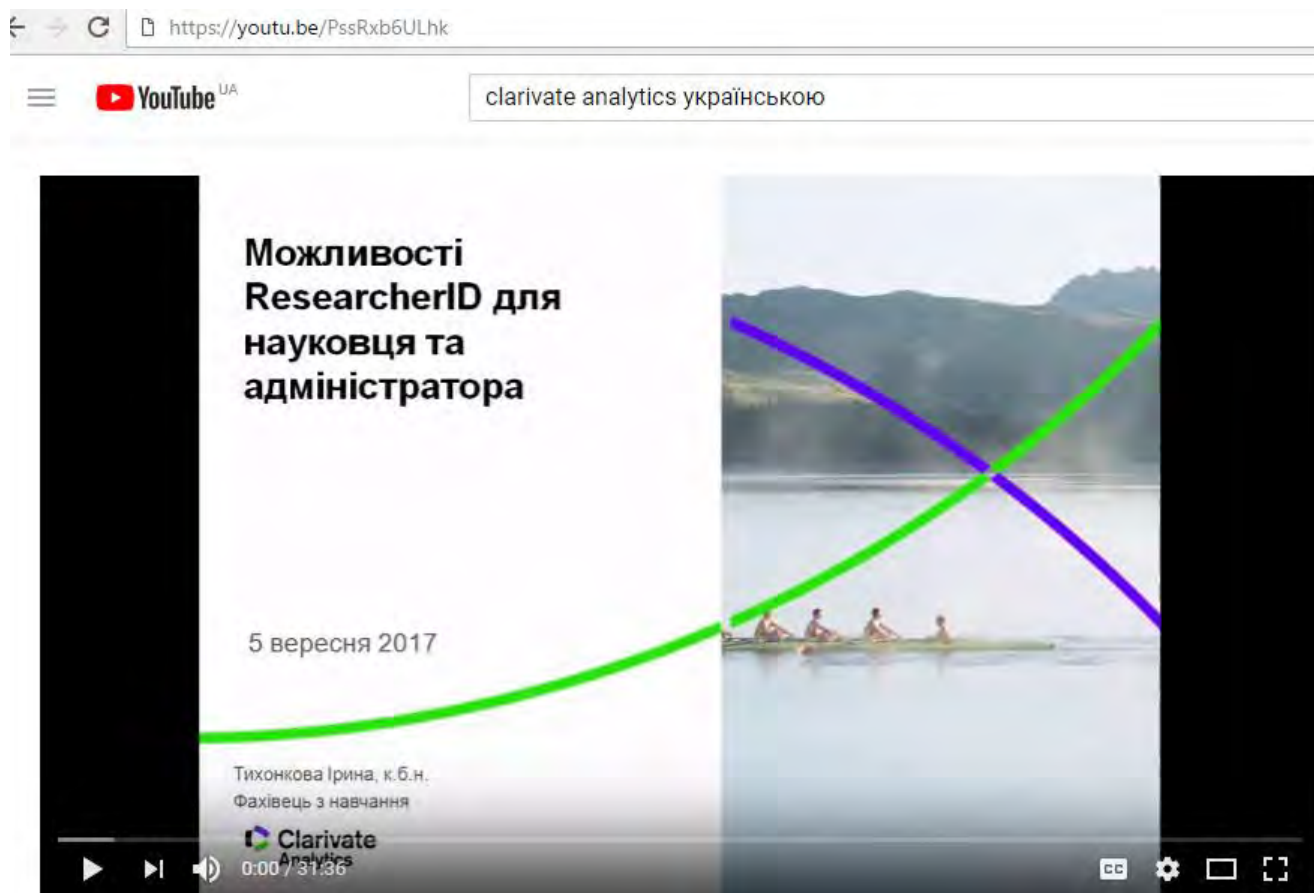 https://youtu.be/PssRxb6ULhk
YouTube UA
clarivate analytics українською
Можливості
ResearcherID для
науковця та
адміністратора
5 вересня 2017
Тихонкова Ірина, к.б.н.
Фахівець з навчання
Clarivate
Analytics
0:00 / 31:36
CC